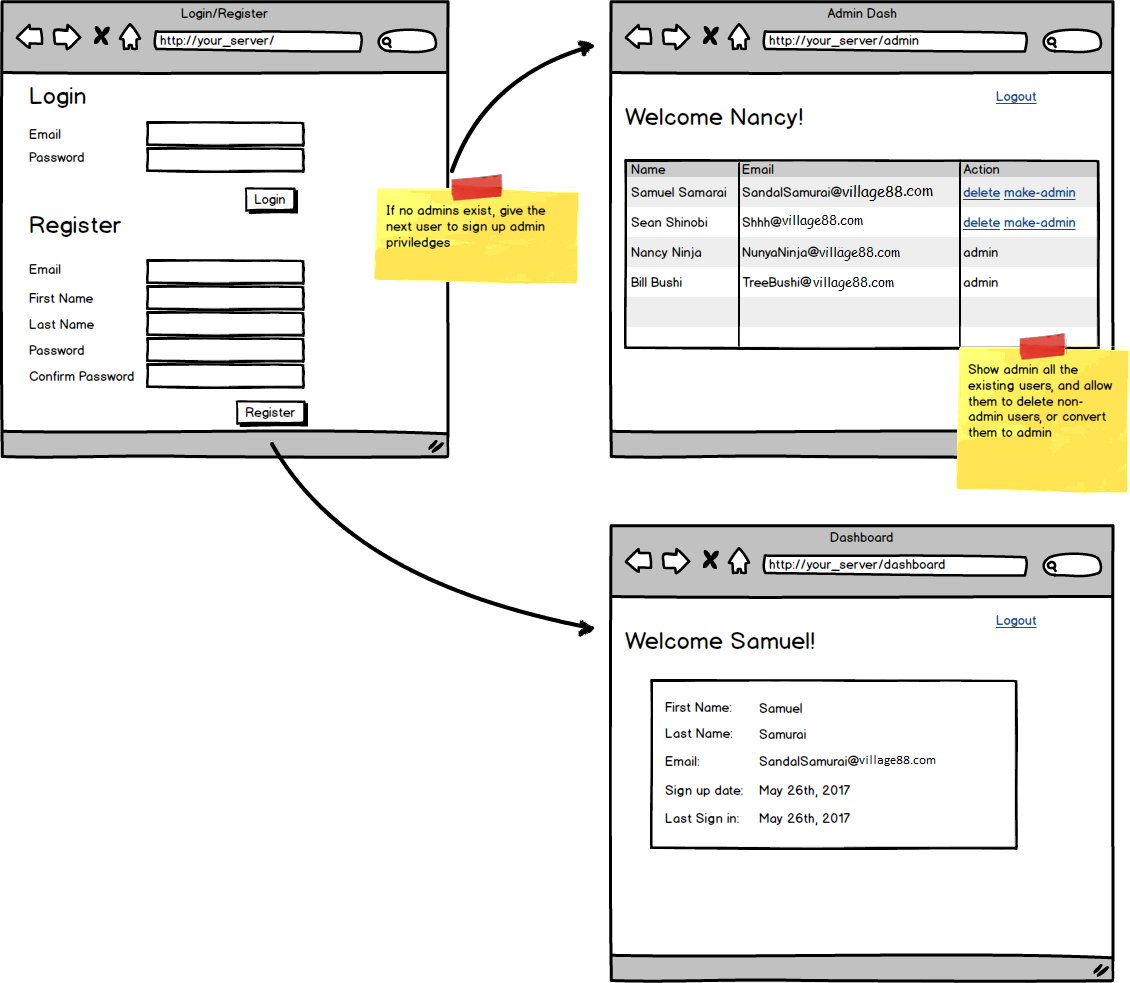 Login/Register
http://your_server/
Login
Email
Password
Login
Register
Email
First Name
Last Name
Password
Confirm Password
Register
If no admins exist, give the
next user to sign up admin
priviledges
Admin Dash
http://your_server/admin
Logout
Welcome Nancy!
Name Email Action
Samuel Samarai SandalSamurai@village88.com delete make-admin
Sean Shinobi Shhh@village88.com delete make-admin
Nancy Ninja NunyaNinja@village88.com admin
Bill Bushi TreeBushi@village88.com admin
Show admin all the
existing users, and allow
them to delete non-
admin users, or convert
them to admin
Dashboard
http://your_server/dashboard
Logout
Welcome Samuel!
First Name: Samuel
Last Name: Samurai
Email: SandalSamurai@village88.com
Sign up date: May 26th, 2017
Last Sign in: May 26th, 2017